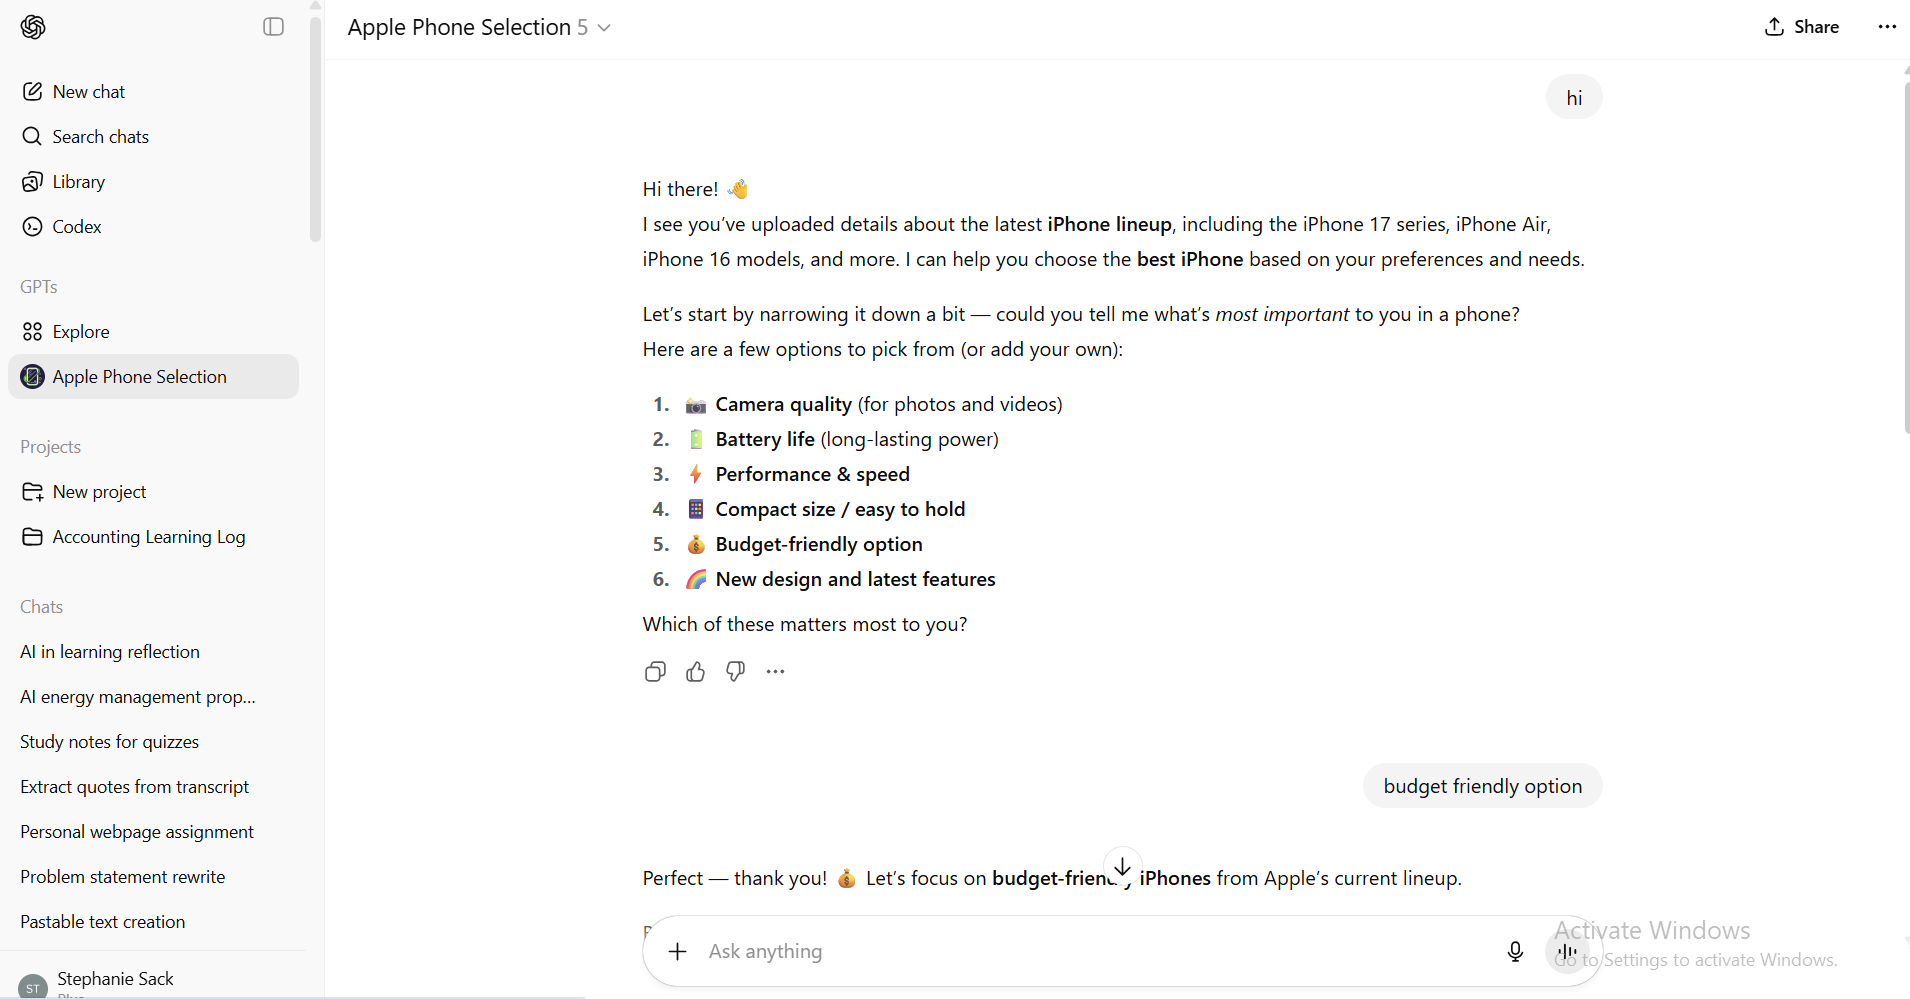 Apple Phone Selection 5
Share
New chat
Search chats
Library
Codex
GPTs
Explore
Apple Phone Selection
Projects
New project
Accounting Learning Log
Chats
AI in learning reflection
AI energy management prop...
Study notes for quizzes
Extract quotes from transcript
Personal webpage assignment
Problem statement rewrite
Pastable text creation
ST
Stephanie Sack
hi
Hi there! 👋
I see you've uploaded details about the latest iPhone lineup, including the iPhone 17 series, iPhone Air,
iPhone 16 models, and more. I can help you choose the best iPhone based on your preferences and needs.
Let's start by narrowing it down a bit — could you tell me what's most important to you in a phone?
Here are a few options to pick from (or add your own):
1. 📷 Camera quality (for photos and videos)
2. 🔋 Battery life (long-lasting power)
3. ⚡ Performance & speed
4. 📱 Compact size / easy to hold
5. 💰 Budget-friendly option
6. 🌈 New design and latest features
Which of these matters most to you?
budget friendly option
Perfect — thank you! 💰 Let's focus on budget-friendly iPhones from Apple's current lineup.
Ask anything
Activate Windows
Go to Settings to activate Windows.